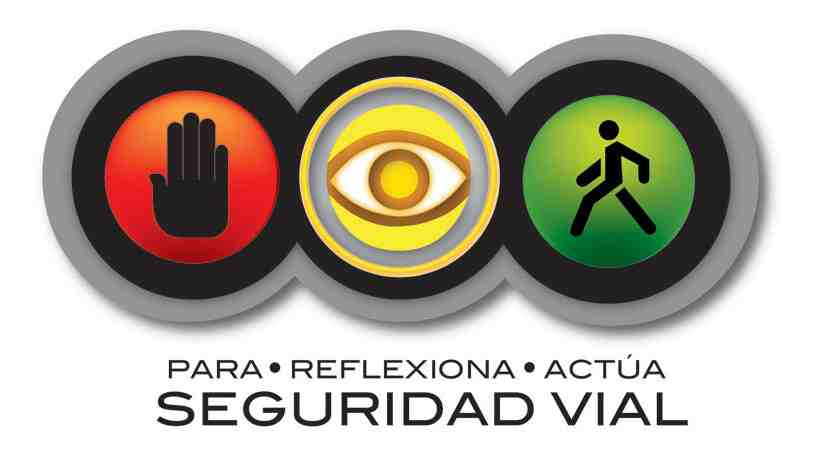 PARA • REFLEXIONA • ACTÚA
SEGURIDAD VIAL